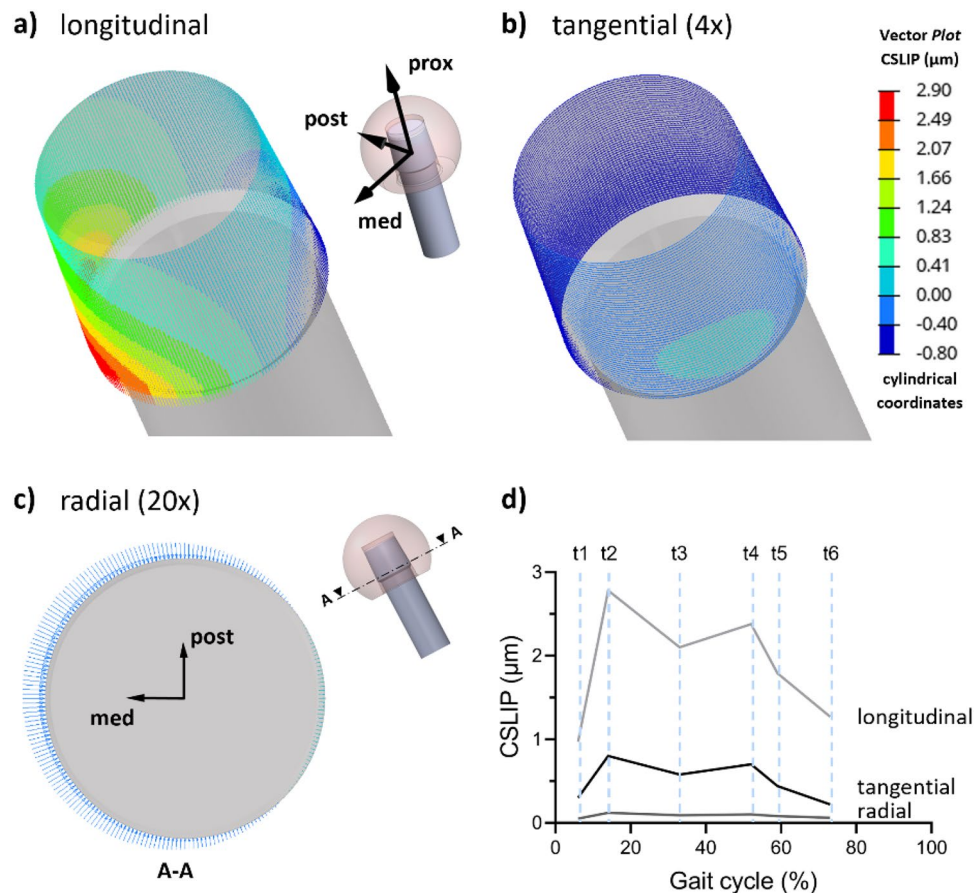 a) longitudinal
prox
post
med
b) tangential (4x)
Vector Plot
CSLIP (μm)
2.90
2.49
2.07
1.66
1.24
0.83
0.41
0.00
-0.40
-0.80
cylindrical
coordinates
c) radial (20x)
A
A
post
med
A-A
d)
t1 t2 t3 t4 t5 t6
3
2
1
0
CSLIP (μm)
longitudinal
tangential
radial
0 20 40 60 80 100
Gait cycle (%)